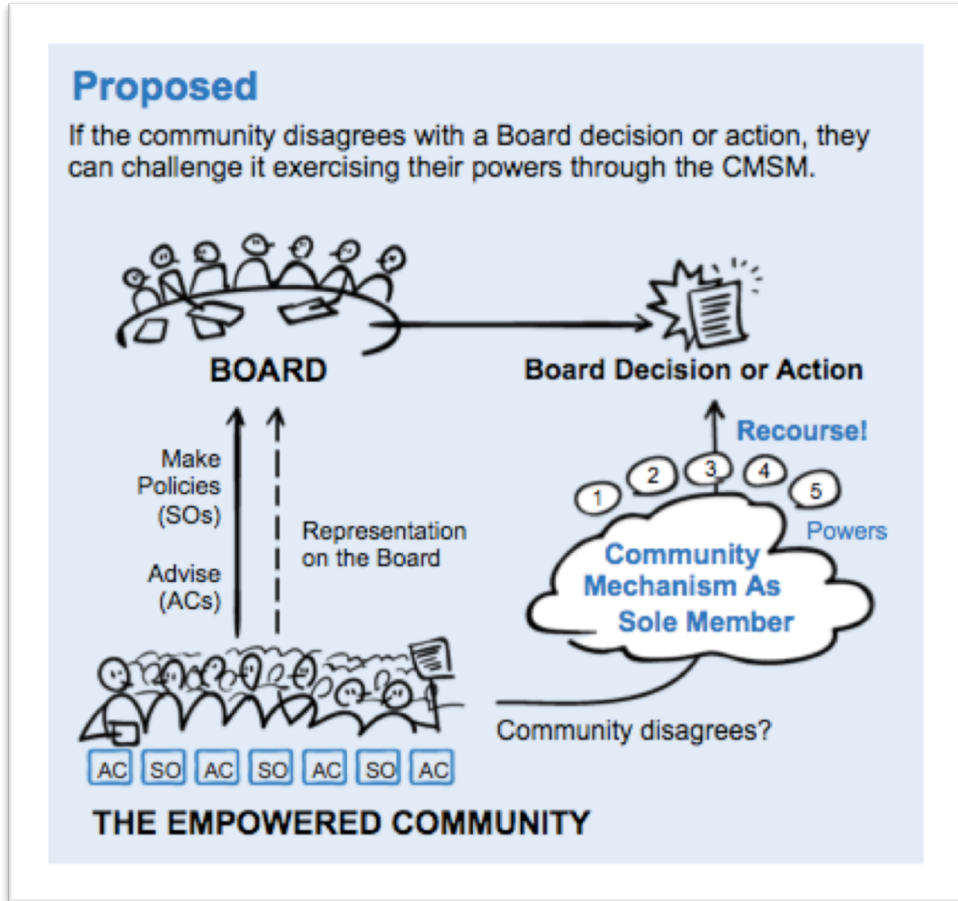 Proposed
If the community disagrees with a Board decision or action, they
can challenge it exercising their powers through the CMSM.
BOARD
Board Decision or Action
Recourse!
1 2 3 4 5
Powers
Make
Policies
(SOs)
Advise
(ACs)
Representation
on the Board
Community
Mechanism As
Sole Member
Community disagrees?
AC SO AC SO AC SO AC
THE EMPOWERED COMMUNITY